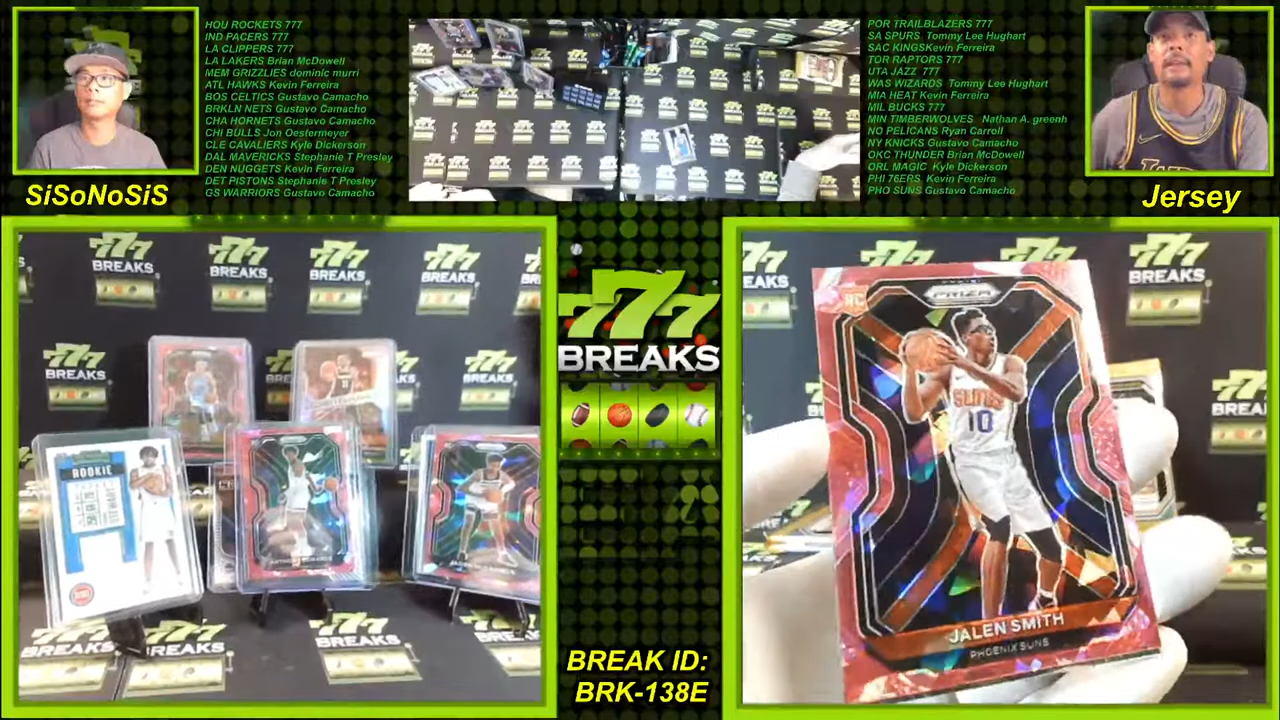 HOU ROCKETS 777
IND PACERS 777
LA CLIPPERS 777
LA LAKERS Brian McDowell
MEM GRIZZLIES dominic murri
ATL HAWKS Kevin Ferreira
BOS CELTICS Gustavo Camacho
BRKLN NETS Gustavo Camacho
CHA HORNETS Gustavo Camacho
CHI BULLS Jon Oestermeyer
CLE CAVALIERS Kyle Dickerson
DAL MAVERICKS Stephanie T Presley
DEN NUGGETS Kevin Ferreira
DET PISTONS Stephanie T Presley
GS WARRIORS Gustavo Camacho
POR TRAILBLAZERS 777
SA SPURS Tommy Lee Hughart
SAC KINGSKevin Ferreira
TOR RAPTORS 777
UTA JAZZ 777
WAS WIZARDS Tommy Lee Hughart
MIA HEAT Kevin Ferreira
MIL BUCKS 777
MIN TIMBERWOLVES Nathan A. greenh
NO PELICANS Ryan Carroll
NY KNICKS Gustavo Camacho
OKC THUNDER Brian McDowell
ORL MAGIC Kyle Dickerson
PHI 76ERS Kevin Ferreira
PHO SUNS Gustavo Camacho
SiSoNoSiS
Jersey
777
BREAKS
777
BREAKS
ROOKIE
STEWART
RC
PRIZM
SUNS
10
JALEN SMITH
PHOENIX SUNS
BREAK ID:
BRK-138E